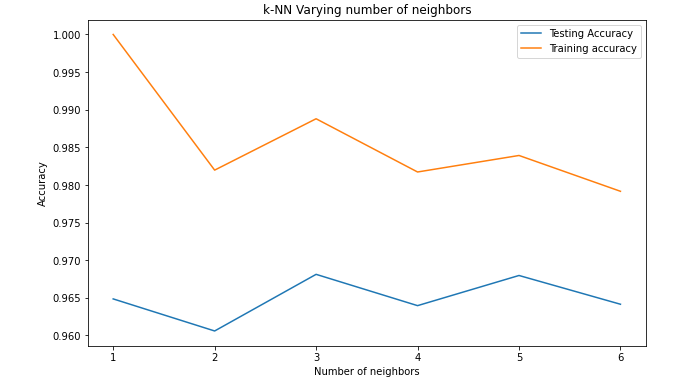 k-NN Varying number of neighbors
Testing Accuracy
Training accuracy
1.000
0.995
0.990
0.985
0.980
0.975
0.970
0.965
0.960
Accuracy
1 2 3 4 5 6
Number of neighbors